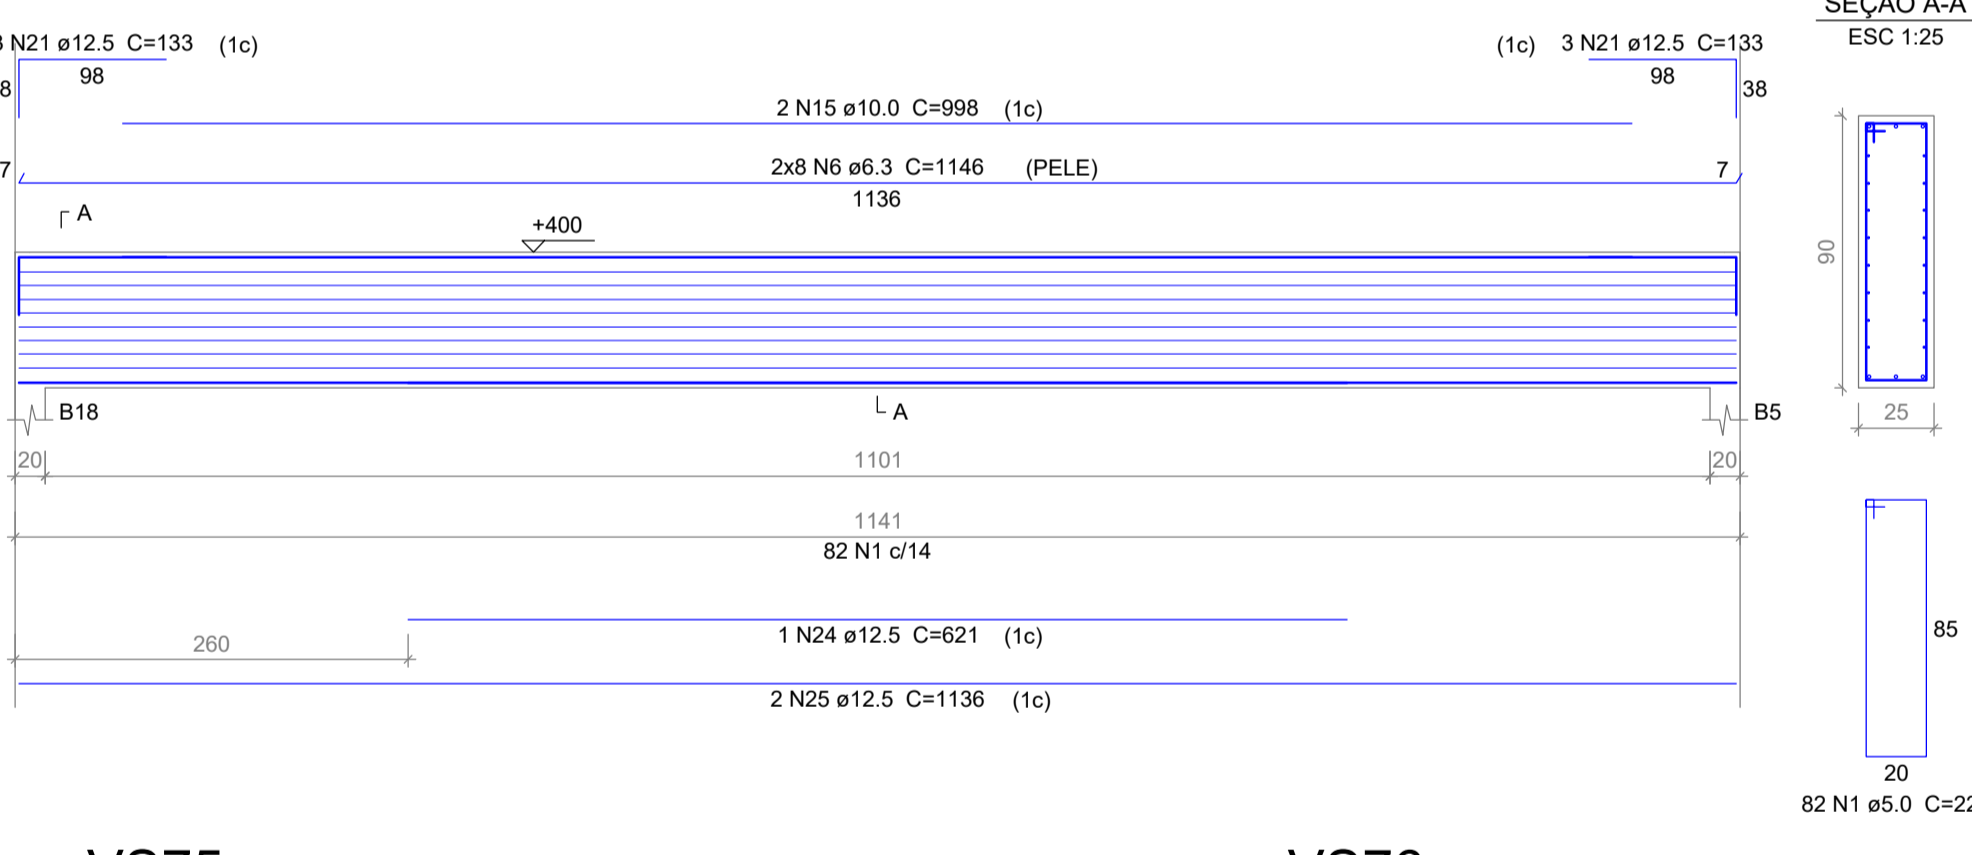 SEÇÃO A-A
ESC 1:25
3 N21 ø12.5 C=133 (1c)
98
8
(1c) 3 N21 ø12.5 C=133
98
38
2 N15 ø10.0 C=998 (1c)
7
2x8 N6 ø6.3 C=1146 (PELE)
7
1136
A
+400
90
B18
A
B5
25
20
1101
20
1141
82 N1 c/14
260
1 N24 ø12.5 C=621 (1c)
85
2 N25 ø12.5 C=1136 (1c)
20
82 N1 ø5.0 C=22